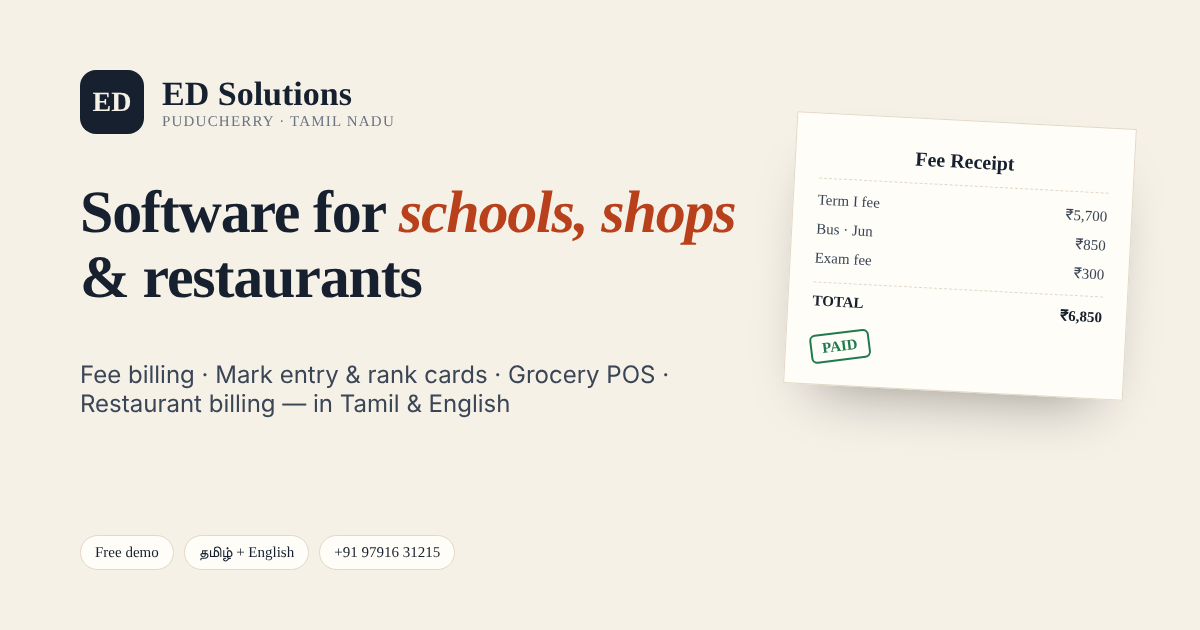 ED
ED Solutions
PUDUCHERRY · TAMIL NADU
Software for schools, shops
& restaurants
Fee billing · Mark entry & rank cards · Grocery POS ·
Restaurant billing — in Tamil & English
Free demo
தமிழ் + English
+91 97916 31215
Fee Receipt
Term I fee ₹5,700
Bus · Jun ₹850
Exam fee ₹300
TOTAL ₹6,850
PAID